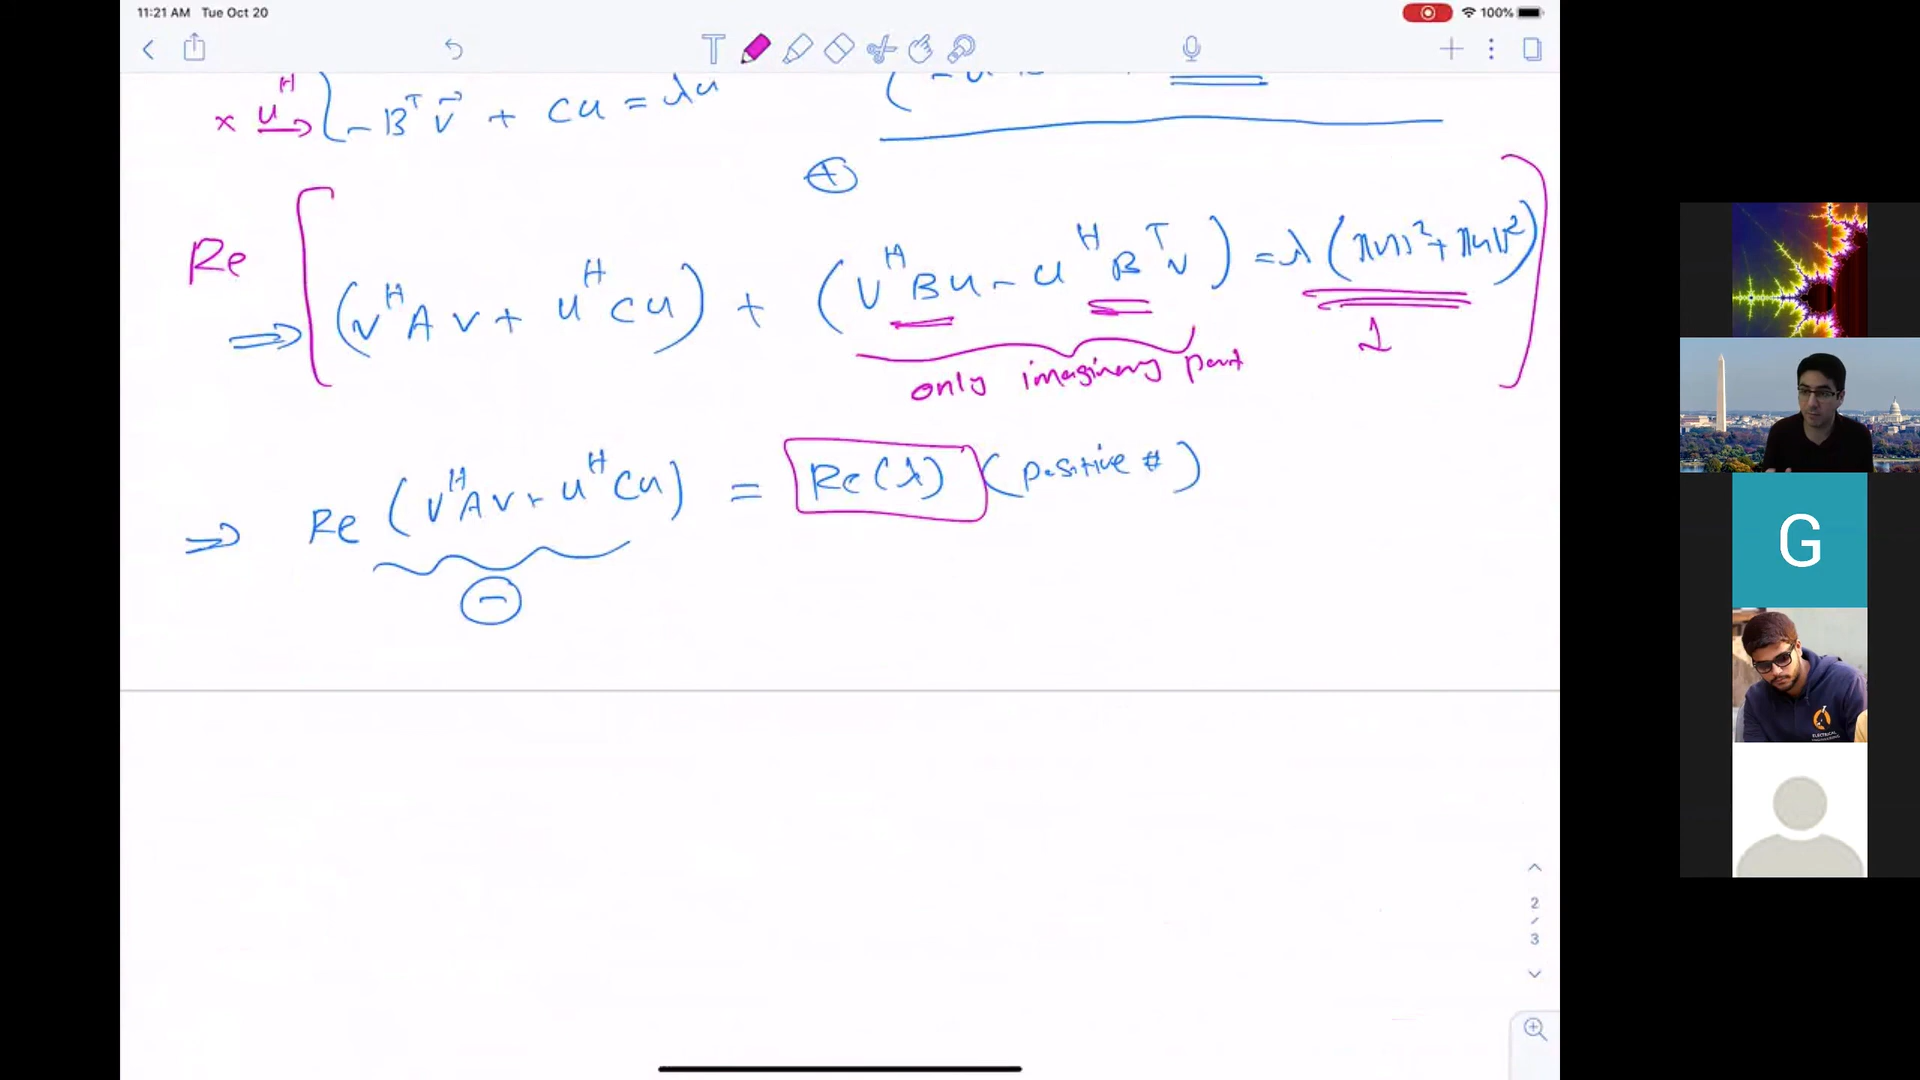 11:21 AM Tue Oct 20
100%
× u^H → { -B^T v⃗ + Cu = λu
⊕
Re [ ⇒ (v^H A v + u^H C u) + (v^H B u - u^H B^T v) = λ (‖v‖² + ‖u‖²) ]
only imaginary part
1
⇒ Re (v^H A v + u^H C u) = Re(λ) (positive #)
⊖
2
/
3
G
ELECTRICAL